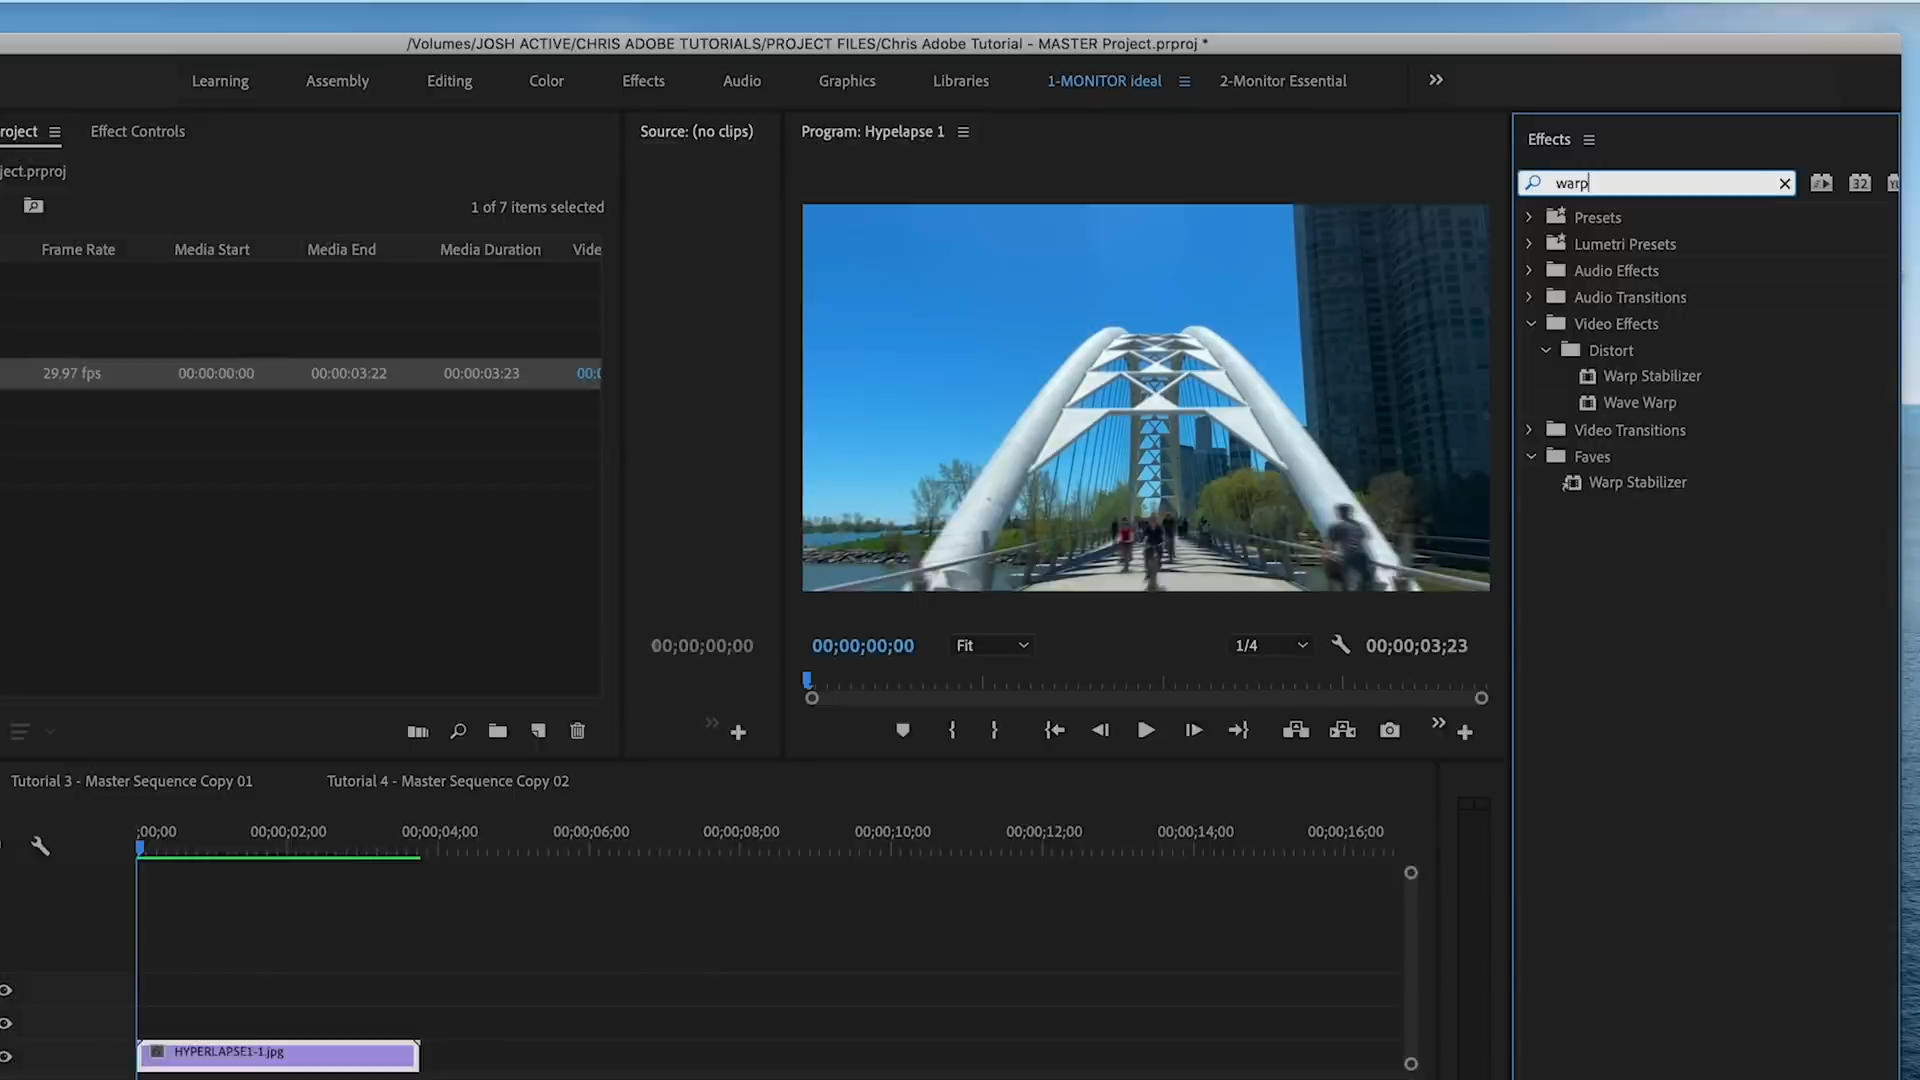 /Volumes/JOSH ACTIVE/CHRIS ADOBE TUTORIALS/PROJECT FILES/Chris Adobe Tutorial - MASTER Project.prproj *
Learning Assembly Editing Color Effects Audio Graphics Libraries 1-MONITOR ideal 2-Monitor Essential
roject Effect Controls
ject.prproj
1 of 7 items selected
Frame Rate Media Start Media End Media Duration Vide
29.97 fps 00:00:00:00 00:00:03:22 00:00:03:23 00:0
Source: (no clips)
00;00;00;00
Program: Hypelapse 1
00;00;00;00 Fit 1/4 00;00;03;23
Effects
warp
32 YU
Presets
Lumetri Presets
Audio Effects
Audio Transitions
Video Effects
Distort
Warp Stabilizer
Wave Warp
Video Transitions
Faves
Warp Stabilizer
Tutorial 3 - Master Sequence Copy 01 Tutorial 4 - Master Sequence Copy 02
;00;00 00;00;02;00 00;00;04;00 00;00;06;00 00;00;08;00 00;00;10;00 00;00;12;00 00;00;14;00 00;00;16;00
HYPERLAPSE1-1.jpg